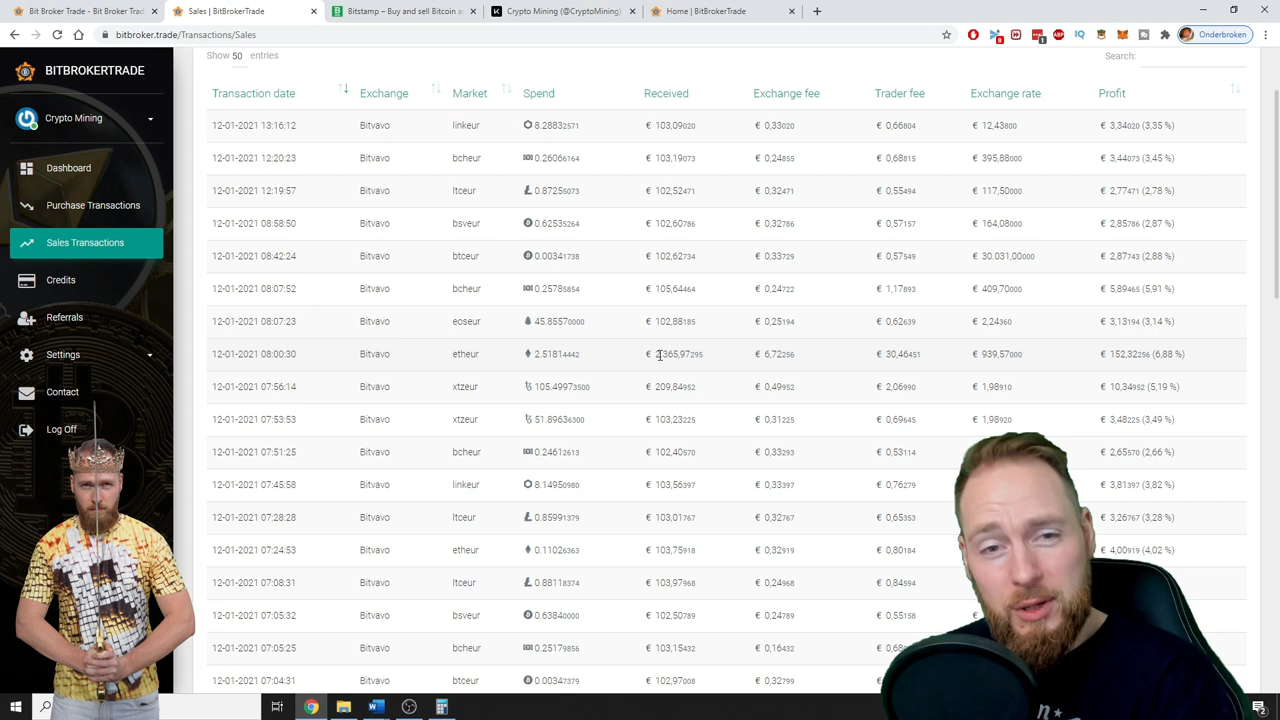 Bit Broker - Bitbroker Trade
Sales | BitBrokerTrade
Bitstamp – Buy and sell Bitcoin a
Crypto Mining (@CryptoMining)
Home | BitBrokerTrade
bitbroker.trade/Transactions/Sales
Onderbroken
BITBROKERTRADE
Crypto Mining
Dashboard
Purchase Transactions
Sales Transactions
Credits
Referrals
Settings
Contact
Log Off
Show 50 entries
Search:
Transaction date Exchange Market Spend Received Exchange fee Trader fee Exchange rate Profit
12-01-2021 13:16:12 Bitvavo linkeur 8.28832571 € 103,09020 € 0,33020 € 0,66804 € 12,43800 € 3,34020 (3,35 %)
12-01-2021 12:20:23 Bitvavo bcheur 0.26066164 € 103,19073 € 0,24855 € 0,68815 € 395,88000 € 3,44073 (3,45 %)
12-01-2021 12:19:57 Bitvavo ltceur 0.87255073 € 102,52471 € 0,32471 € 0,55494 € 117,50000 € 2,77471 (2,78 %)
12-01-2021 08:58:50 Bitvavo bsveur 0.62535264 € 102,60786 € 0,32786 € 0,57157 € 164,08000 € 2,85786 (2,87 %)
12-01-2021 08:42:24 Bitvavo btceur 0.00341738 € 102,62734 € 0,33729 € 0,57549 € 30.031,00000 € 2,87743 (2,88 %)
12-01-2021 08:07:52 Bitvavo bcheur 0.25785854 € 105,64464 € 0,24722 € 1,17893 € 409,70000 € 5,89465 (5,91 %)
12-01-2021 08:07:23 Bitvavo eoseur 45.85570000 € 102,88185 € 0,25194 € 0,62639 € 2,24360 € 3,13194 (3,14 %)
12-01-2021 08:00:30 Bitvavo etheur 2.51814442 € 2.365,97295 € 6,72256 € 30,46451 € 939,57000 € 152,32256 (6,88 %)
12-01-2021 07:56:14 Bitvavo xtzeur 105.49973500 € 209,84952 € 2,06990 € 1,98910 € 10,34952 (5,19 %)
12-01-2021 07:53:53 Bitvavo xtzeur 51.89636300 € 103,23225 € 0,69645 € 1,98920 € 3,48225 (3,49 %)
12-01-2021 07:51:25 Bitvavo bcheur 0.24612613 € 102,40570 € 0,33293 € 0,53114 € 2,65570 (2,66 %)
12-01-2021 07:45:58 Bitvavo linkeur 8.14950980 € 103,56397 € 0,33397 € 0,76279 € 3,81397 (3,82 %)
12-01-2021 07:28:28 Bitvavo ltceur 0.85991379 € 103,01767 € 0,32767 € 0,65353 € 3,26767 (3,28 %)
12-01-2021 07:24:53 Bitvavo etheur 0.11026363 € 103,75918 € 0,32919 € 0,80184 € 4,00919 (4,02 %)
12-01-2021 07:08:31 Bitvavo ltceur 0.88118374 € 103,97968 € 0,24968 € 0,84594
12-01-2021 07:05:32 Bitvavo bsveur 0.63840000 € 102,50789 € 0,24789 € 0,55158
12-01-2021 07:05:25 Bitvavo bcheur 0.25179856 € 103,15432 € 0,16432
12-01-2021 07:04:31 Bitvavo btceur 0.00347379 € 102,97008 € 0,32799